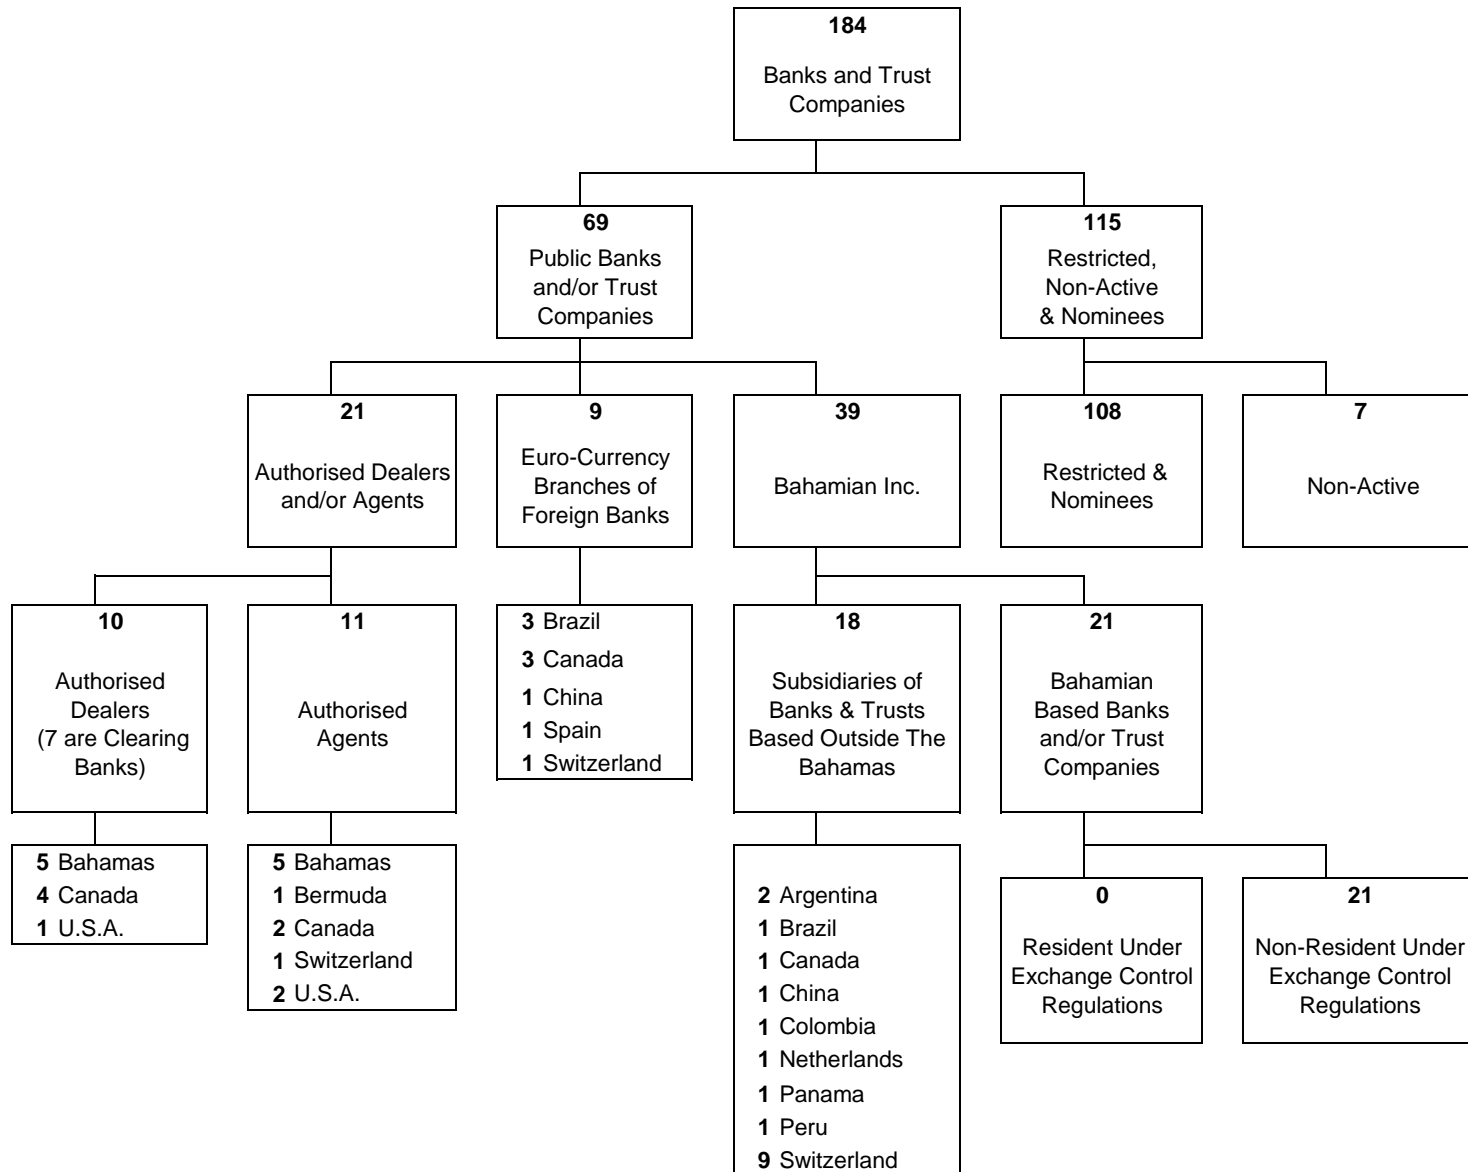 184
Banks and Trust
Companies
69
Public Banks
and/or Trust
Companies
115
Restricted,
Non-Active
& Nominees
21
Authorised Dealers
and/or Agents
9
Euro-Currency
Branches of
Foreign Banks
39
Bahamian Inc.
108
Restricted &
Nominees
7
Non-Active
10
Authorised
Dealers
(7 are Clearing
Banks)
11
Authorised
Agents
3 Brazil
3 Canada
1 China
1 Spain
1 Switzerland
18
Subsidiaries of
Banks & Trusts
Based Outside The
Bahamas
21
Bahamian
Based Banks
and/or Trust
Companies
5 Bahamas
4 Canada
1 U.S.A.
5 Bahamas
1 Bermuda
2 Canada
1 Switzerland
2 U.S.A.
2 Argentina
1 Brazil
1 Canada
1 China
1 Colombia
1 Netherlands
1 Panama
1 Peru
9 Switzerland
0
Resident Under
Exchange Control
Regulations
21
Non-Resident Under
Exchange Control
Regulations